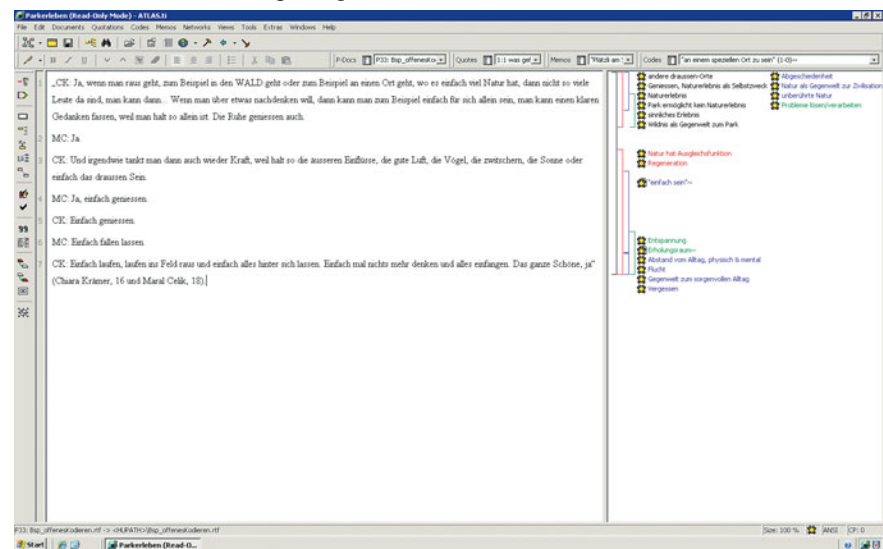 Parkerleben (Read-Only Mode) - ATLAS.ti
File Edit Documents Quotations Codes Memos Networks Views Tools Extras Windows Help
P-Docs P33: Bsp_offenesKo Quotes 1:1 was gef Memos "Plätzli am Codes "an einem speziellen Ort zu sein" {1-0}~
1 „CK: Ja, wenn man raus geht, zum Beispiel in den WALD geht oder zum Beispiel an einen Ort geht, wo es einfach viel Natur hat, dann nicht so viele
Leute da sind, man kann dann... Wenn man über etwas nachdenken will, dann kann man zum Beispiel einfach für sich allein sein, man kann einen klaren
Gedanken fassen, weil man halt so allein ist. Die Ruhe geniessen auch.
2 MC: Ja.
3 CK: Und irgendwie tankt man dann auch wieder Kraft, weil halt so die äusseren Einflüsse, die gute Luft, die Vögel, die zwitschern, die Sonne oder
einfach das draussen Sein.
4 MC: Ja, einfach geniessen.
5 CK: Einfach geniessen.
6 MC: Einfach fallen lassen.
7 CK: Einfach laufen, laufen ins Feld raus und einfach alles hinter sich lassen. Einfach mal nichts mehr denken und alles einfangen. Das ganze Schöne, ja“
(Chiara Krämer, 16 und Maral Celik, 18).
andere draussen-Orte
Geniessen, Naturerlebnis als Selbstzweck
Naturerlebnis
Park ermöglicht kein Naturerlebnis
sinnliches Erlebnis
Wildnis als Gegenwelt zum Park
Abgeschiedenheit
Natur als Gegenwelt zur Zivilisation
unberührte Natur
Probleme lösen/verarbeiten
Natur hat Ausgleichsfunktion
Regeneration
"einfach sein"~
Entspannung
Erholungsraum~
Abstand vom Alltag, physisch & mental
Flucht
Gegenwelt zum sorgenvollen Alltag
Vergessen
P33: Bsp_offenesKodieren.rtf -> <HUPATH>\Bsp_offenesKodieren.rtf
Size: 100 % ANSI CP: 0
Start Parkerleben (Read-O...